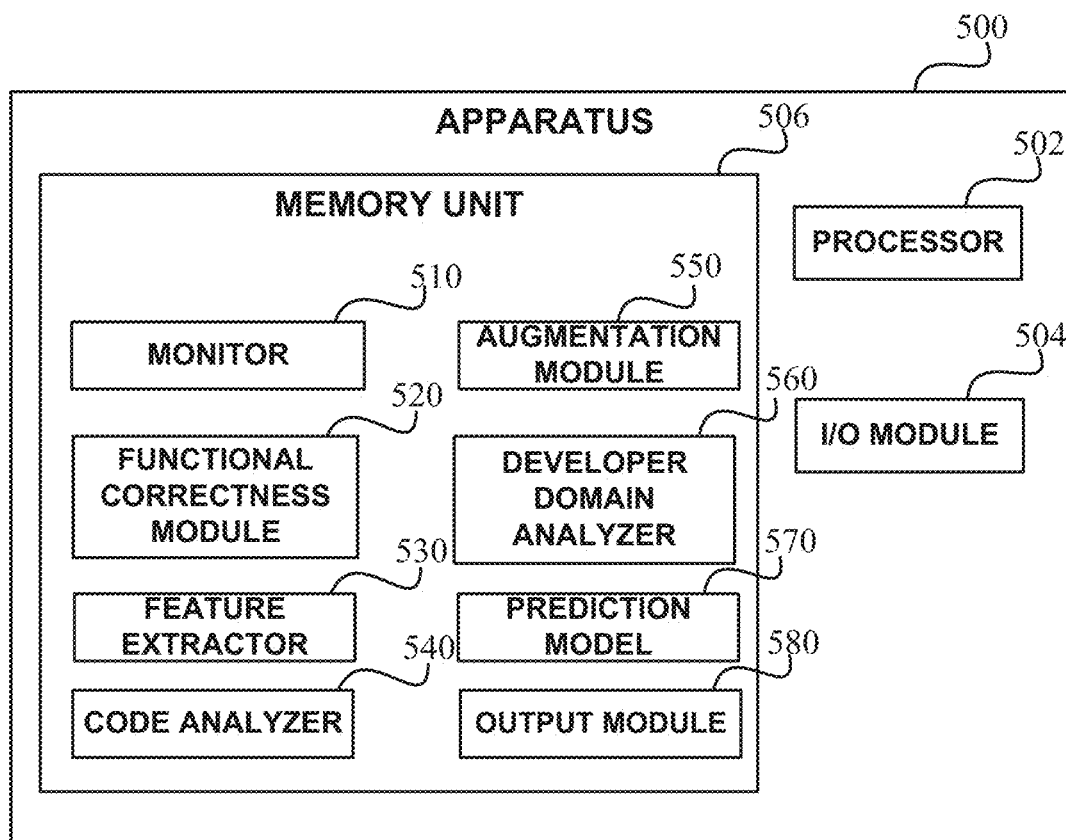 500
APPARATUS
506
502
MEMORY UNIT
PROCESSOR
510
550
MONITOR
AUGMENTATION
MODULE
504
I/O MODULE
520
560
FUNCTIONAL
CORRECTNESS
MODULE
DEVELOPER
DOMAIN
ANALYZER
530
570
FEATURE
EXTRACTOR
PREDICTION
MODEL
540
580
CODE ANALYZER
OUTPUT MODULE